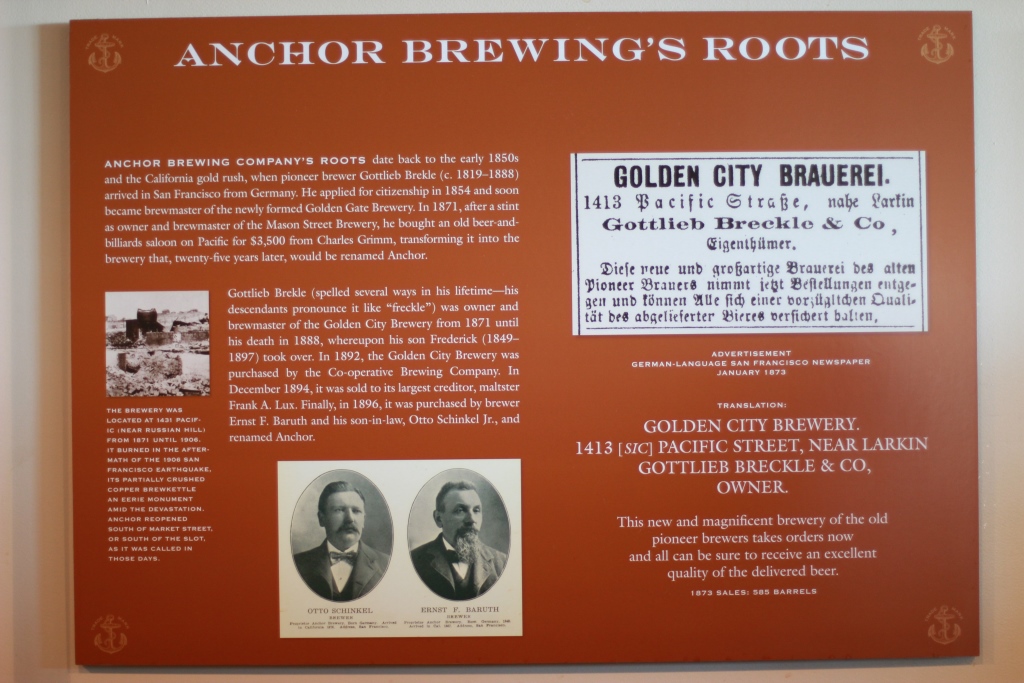 ANCHOR BREWING'S ROOTS
ANCHOR BREWING COMPANY'S ROOTS date back to the early 1850s
and the California gold rush, when pioneer brewer Gottlieb Brekle (c. 1819–1888)
arrived in San Francisco from Germany. He applied for citizenship in 1854 and soon
became brewmaster of the newly formed Golden Gate Brewery. In 1871, after a stint
as owner and brewmaster of the Mason Street Brewery, he bought an old beer-and-
billiards saloon on Pacific for $3,500 from Charles Grimm, transforming it into the
brewery that, twenty-five years later, would be renamed Anchor.
Gottlieb Brekle (spelled several ways in his lifetime—his
descendants pronounce it like "freckle") was owner and
brewmaster of the Golden City Brewery from 1871 until
his death in 1888, whereupon his son Frederick (1849–
1897) took over. In 1892, the Golden City Brewery was
purchased by the Co-operative Brewing Company. In
December 1894, it was sold to its largest creditor, maltster
Frank A. Lux. Finally, in 1896, it was purchased by brewer
Ernst F. Baruth and his son-in-law, Otto Schinkel Jr., and
renamed Anchor.
THE BREWERY WAS
LOCATED AT 1431 PACIF-
IC (NEAR RUSSIAN HILL)
FROM 1871 UNTIL 1906.
IT BURNED IN THE AFTER-
MATH OF THE 1906 SAN
FRANCISCO EARTHQUAKE,
ITS PARTIALLY CRUSHED
COPPER BREWKETTLE
AN EERIE MONUMENT
AMID THE DEVASTATION.
ANCHOR REOPENED
SOUTH OF MARKET STREET,
OR SOUTH OF THE SLOT,
AS IT WAS CALLED IN
THOSE DAYS.
OTTO SCHINKEL
BREWER
ERNST F. BARUTH
BREWER
GOLDEN CITY BRAUEREI.
1413 Pacific Straße, nahe Larkin
Gottlieb Breckle & Co,
Eigenthümer.
Diese neue und großartige Brauerei des alten
Pioneer Brauers nimmt jetzt Bestellungen entge-
gen und können Alle sich einer vorzüglichen Quali-
tät des abgelieferter Bieres versichert halten,
ADVERTISEMENT
GERMAN-LANGUAGE SAN FRANCISCO NEWSPAPER
JANUARY 1873
TRANSLATION:
GOLDEN CITY BREWERY.
1413 [SIC] PACIFIC STREET, NEAR LARKIN
GOTTLIEB BRECKLE & CO,
OWNER.
This new and magnificent brewery of the old
pioneer brewers takes orders now
and all can be sure to receive an excellent
quality of the delivered beer.
1873 SALES: 585 BARRELS